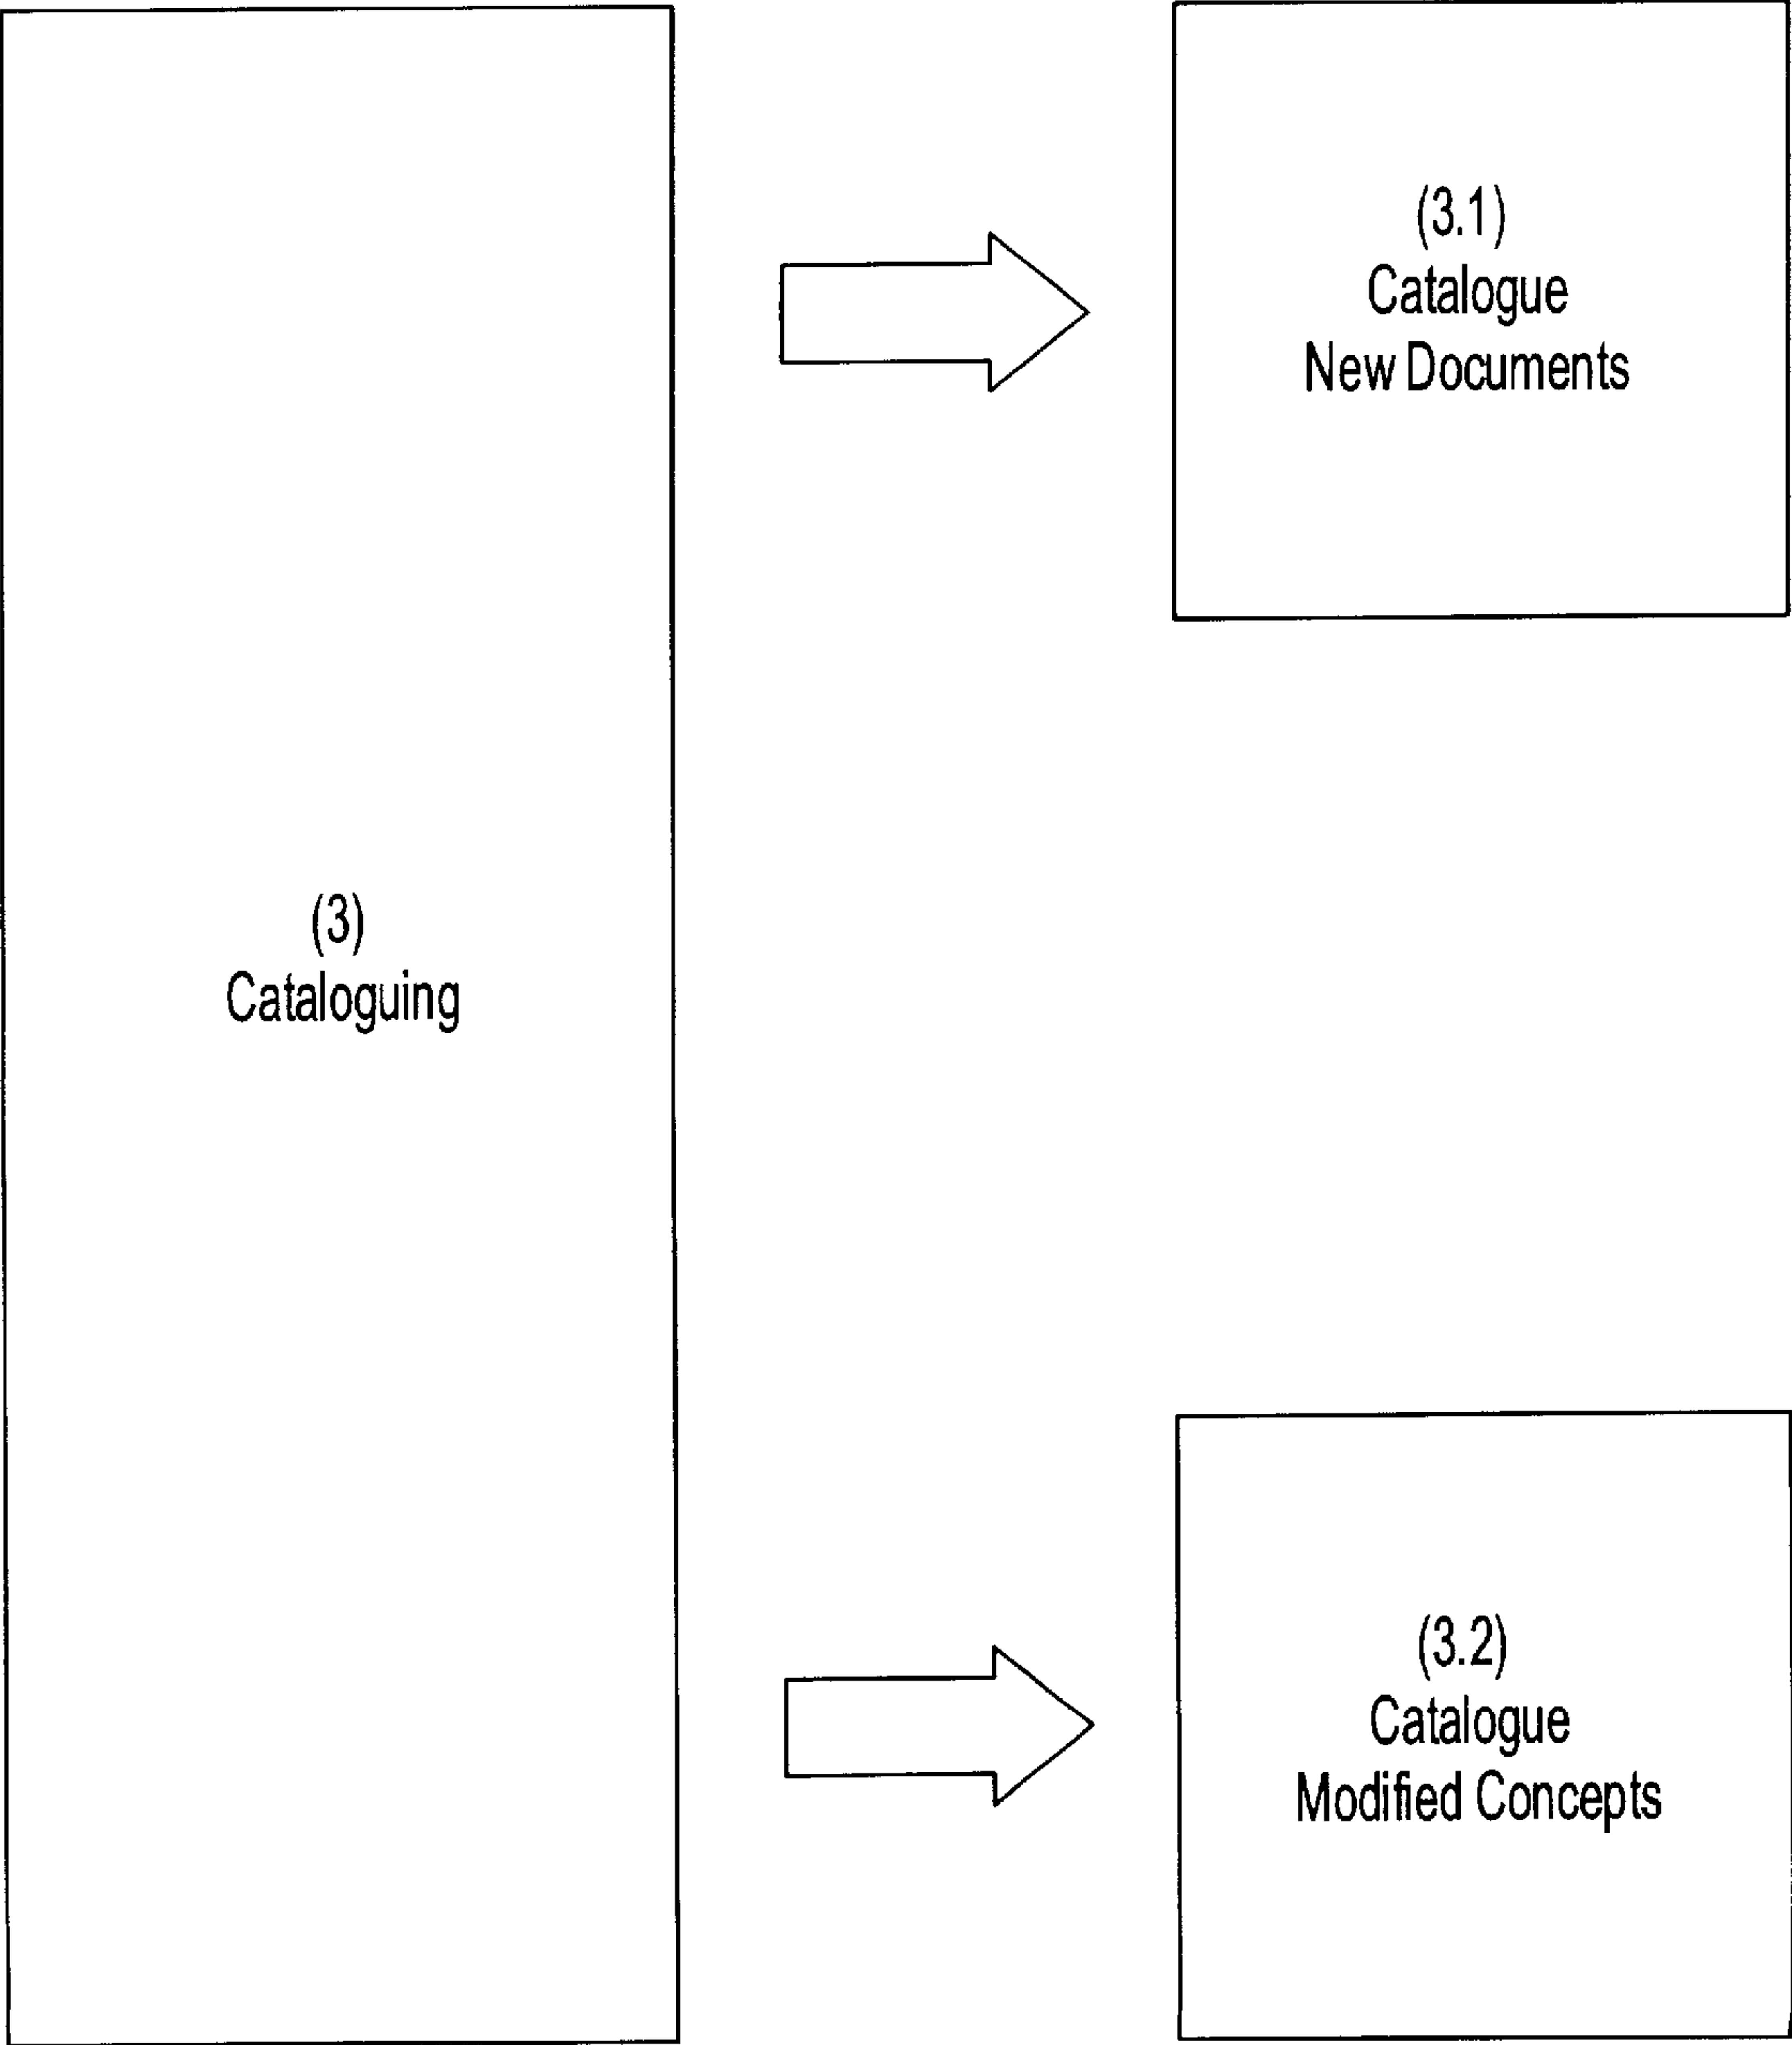 (3)
Cataloguing
(3.1)
Catalogue
New Documents
(3.2)
Catalogue
Modified Concepts